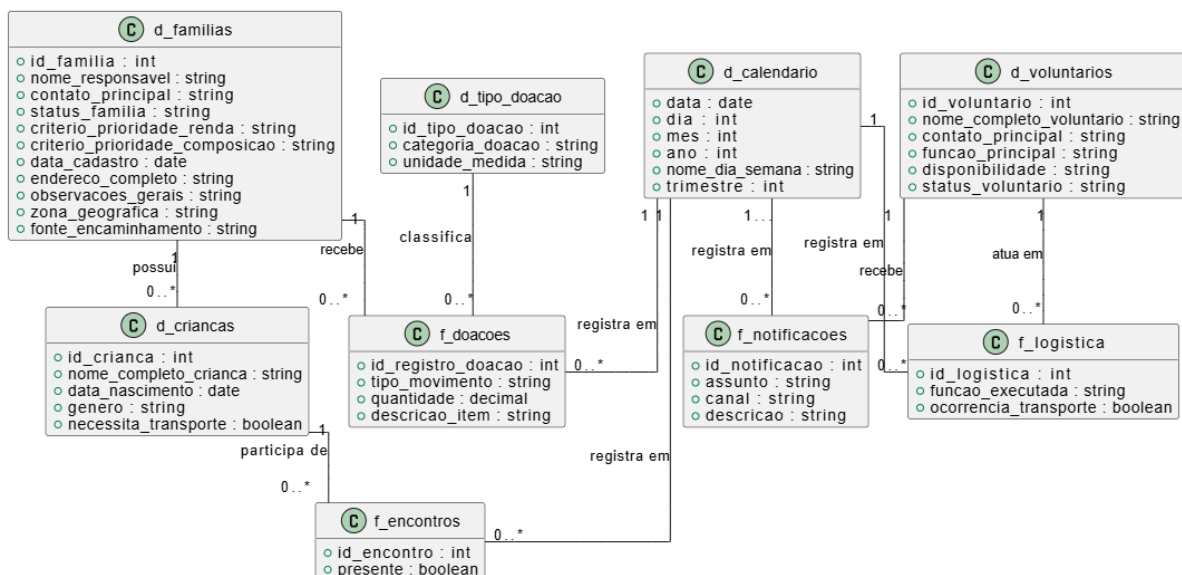 C d_familias
id_familia : int
nome_responsavel : string
contato_principal : string
status_familia : string
criterio_prioridade_renda : string
criterio_prioridade_composicao : string
data_cadastro : date
endereco_completo : string
observacoes_gerais : string
zona_geografica : string
fonte_encaminhamento : string
C d_tipo_doacao
id_tipo_doacao : int
categoria_doacao : string
unidade_medida : string
C d_calendario
data : date
dia : int
mes : int
ano : int
nome_dia_semana : string
trimestre : int
C d_voluntarios
id_voluntario : int
nome_completo_voluntario : string
contato_principal : string
funcao_principal : string
disponibilidade : string
status_voluntario : string
1
possui
0..*
1
recebe
0..*
1
classifica
0..*
1
registra em
0..*
1
registra em
0..*
1...
registra em
0..*
1
registra em
0..*
1
recebe
0..*
1
atua em
0..*
C d_criancas
id_crianca : int
nome_completo_crianca : string
data_nascimento : date
genero : string
necessita_transporte : boolean
C f_doacoes
id_registro_doacao : int
tipo_movimento : string
quantidade : decimal
descricao_item : string
C f_notificacoes
id_notificacao : int
assunto : string
canal : string
descricao : string
C f_logistica
id_logistica : int
funcao_executada : string
ocorrencia_transporte : boolean
1
participa de
0..*
C f_encontros
id_encontro : int
presente : boolean